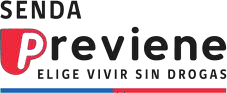 SENDA
Previene
ELIGE VIVIR SIN DROGAS